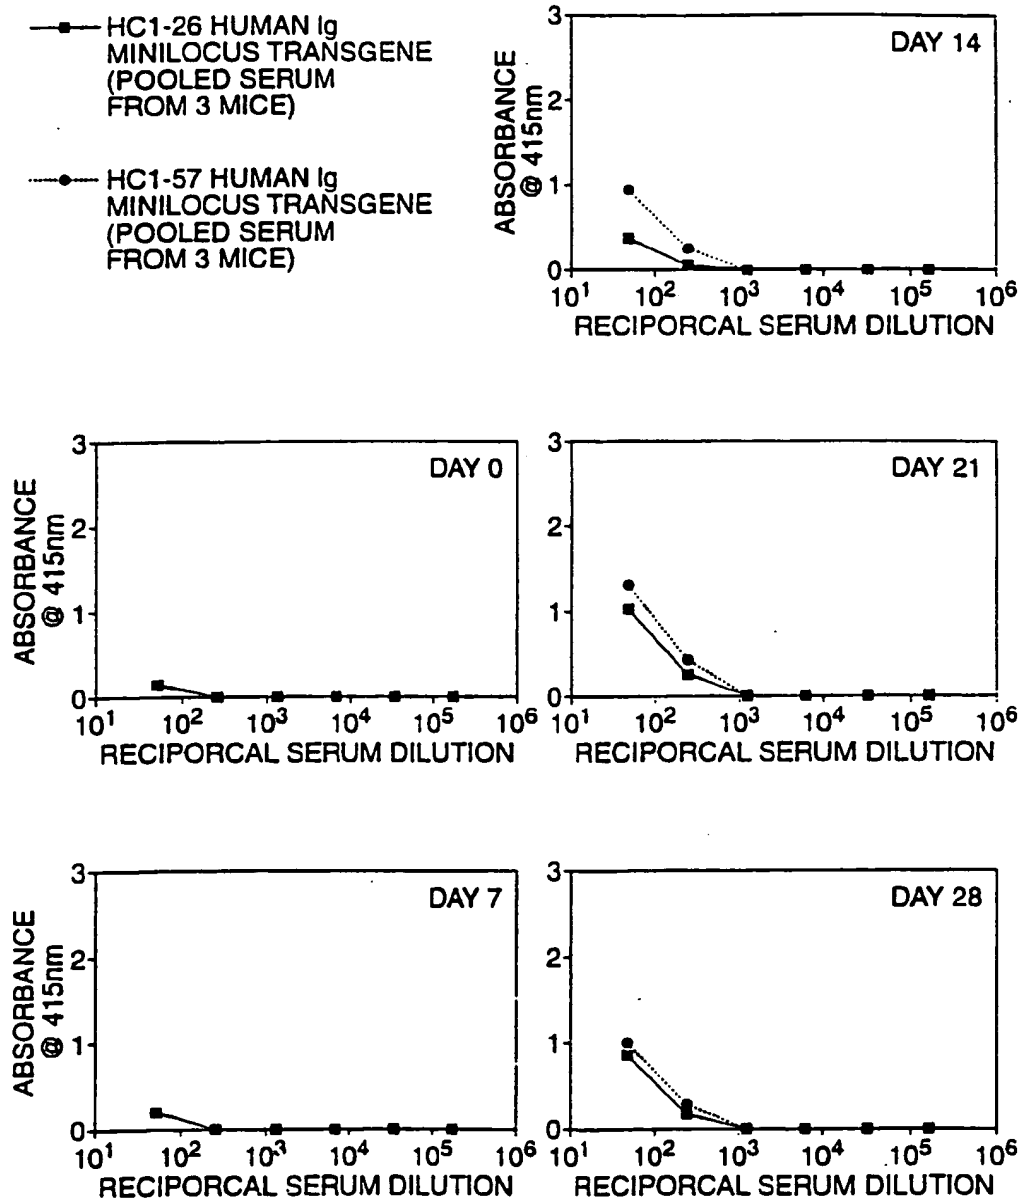 HC1-26 HUMAN Ig
MINILOCUS TRANSGENE
(POOLED SERUM
FROM 3 MICE)
HC1-57 HUMAN Ig
MINILOCUS TRANSGENE
(POOLED SERUM
FROM 3 MICE)
DAY 14
ABSORBANCE
@ 415nm
3
2
1
0
10¹ 10² 10³ 10⁴ 10⁵ 10⁶
RECIPORCAL SERUM DILUTION
DAY 0
ABSORBANCE
@ 415nm
3
2
1
0
10¹ 10² 10³ 10⁴ 10⁵ 10⁶
RECIPORCAL SERUM DILUTION
DAY 21
3
2
1
0
10¹ 10² 10³ 10⁴ 10⁵ 10⁶
RECIPORCAL SERUM DILUTION
DAY 7
ABSORBANCE
@ 415nm
3
2
1
0
10¹ 10² 10³ 10⁴ 10⁵ 10⁶
RECIPORCAL SERUM DILUTION
DAY 28
3
2
1
0
10¹ 10² 10³ 10⁴ 10⁵ 10⁶
RECIPORCAL SERUM DILUTION